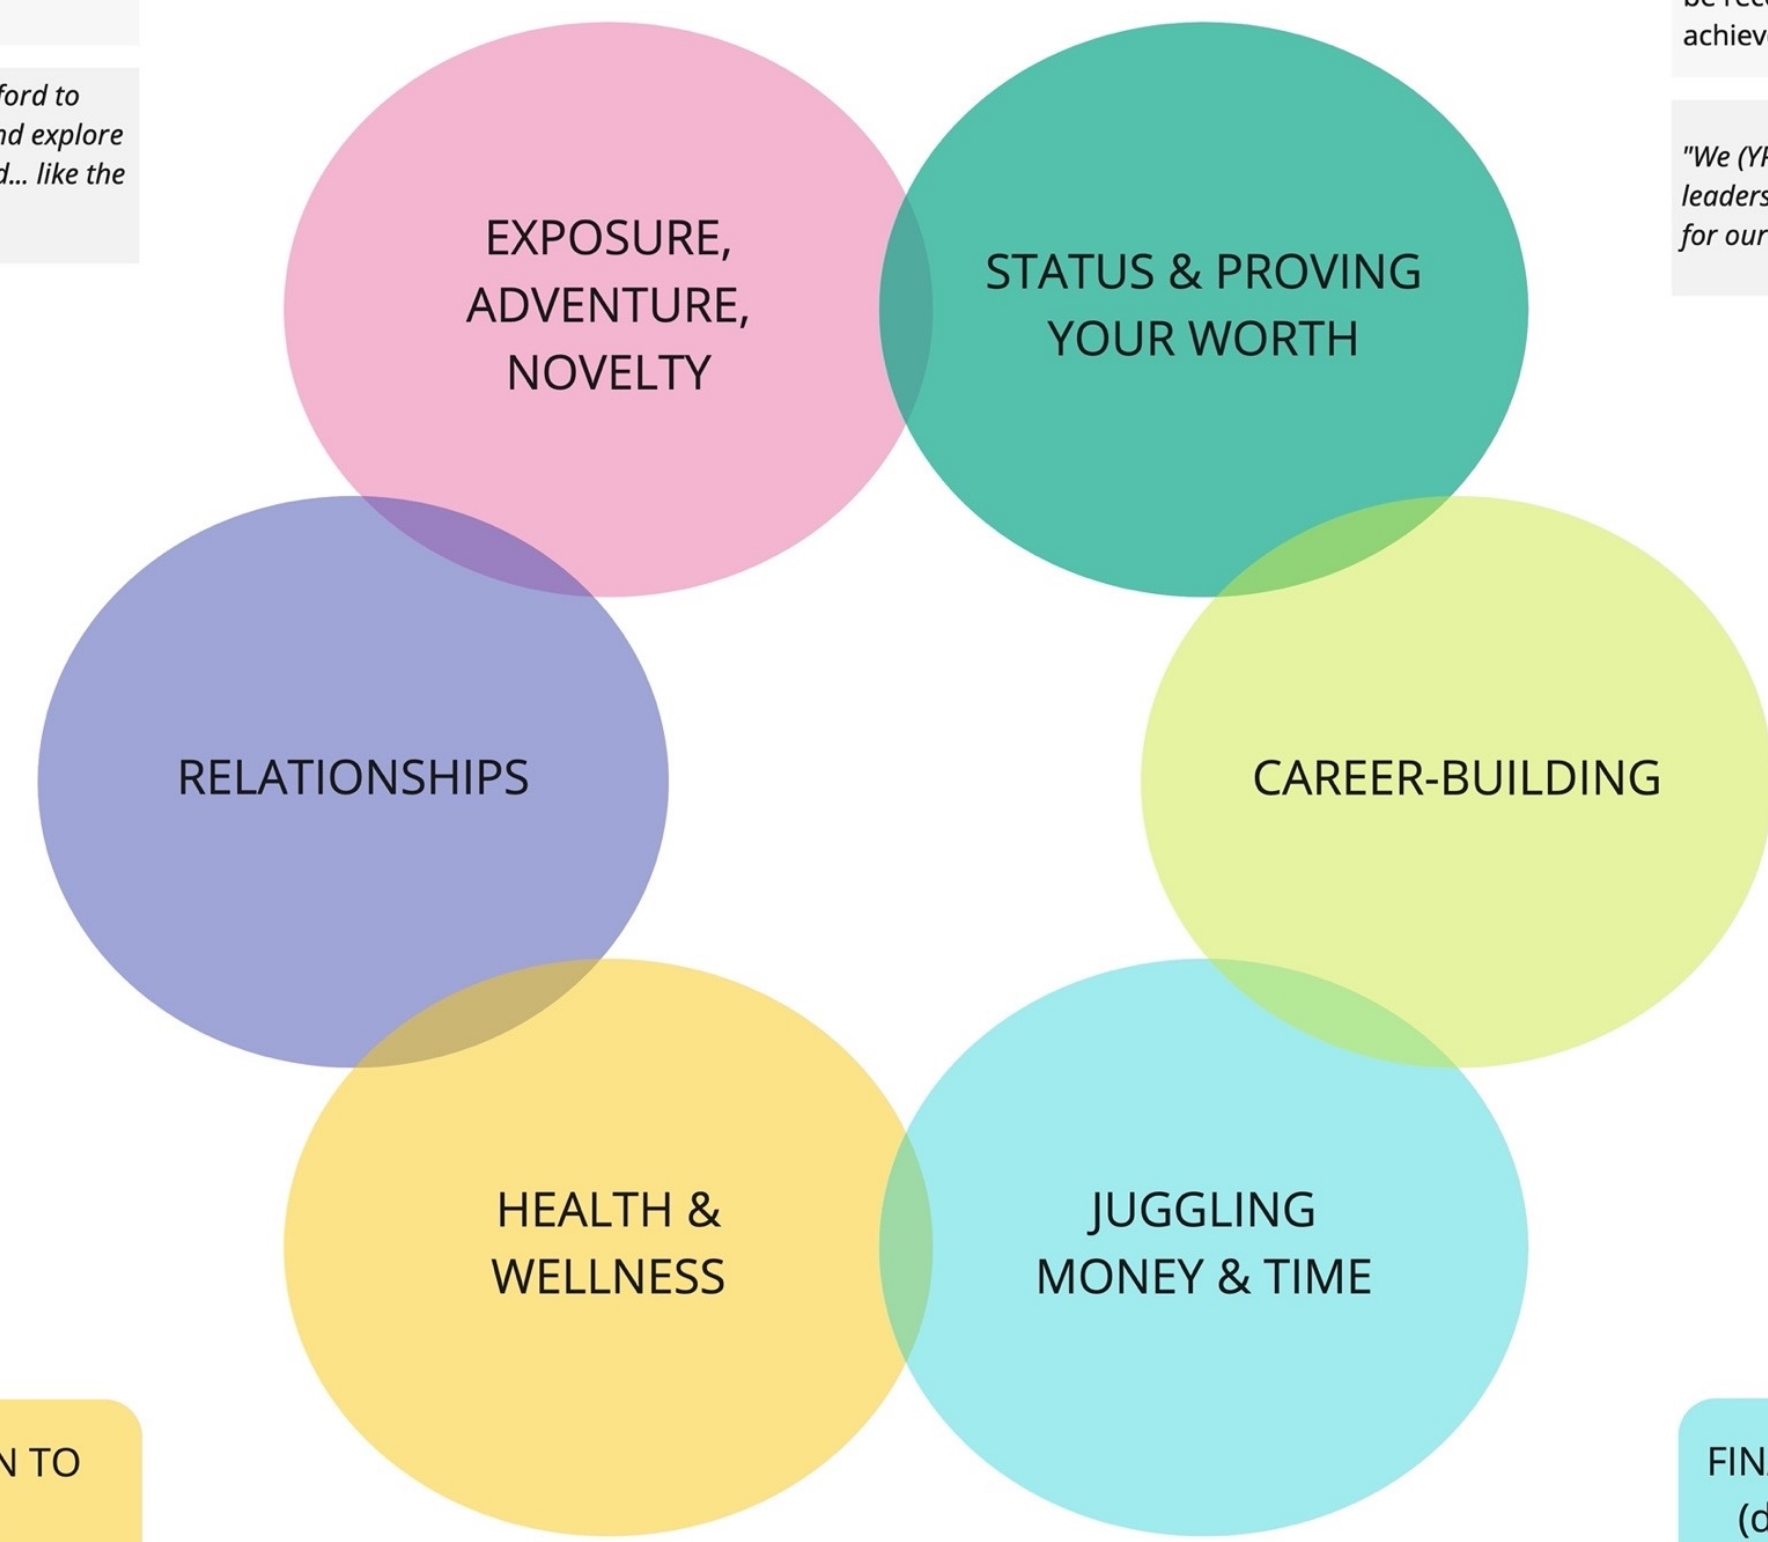 achiev
ford to
nd explore
d... like the
"We (YP
leaders
for our
EXPOSURE,
ADVENTURE,
NOVELTY
STATUS & PROVING
YOUR WORTH
RELATIONSHIPS
CAREER-BUILDING
HEALTH &
WELLNESS
JUGGLING
MONEY & TIME
N TO
FIN
(d